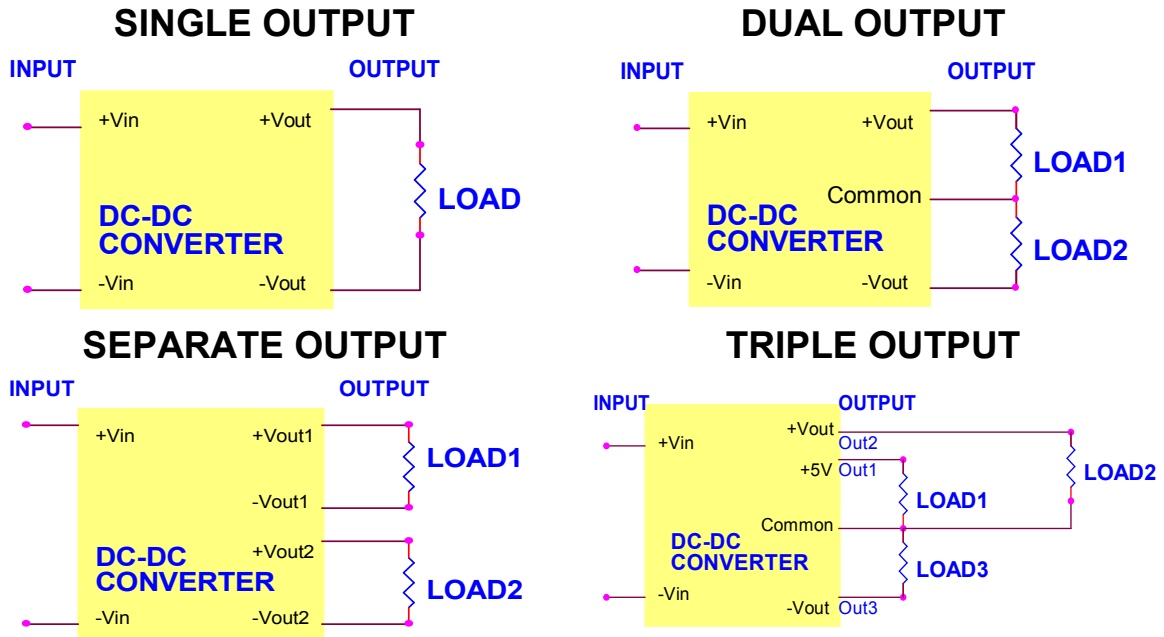 SINGLE OUTPUT
INPUT
OUTPUT
+Vin
+Vout
LOAD
DC-DC
CONVERTER
-Vin
-Vout
DUAL OUTPUT
INPUT
OUTPUT
+Vin
+Vout
LOAD1
Common
DC-DC
CONVERTER
LOAD2
-Vin
-Vout
SEPARATE OUTPUT
INPUT
OUTPUT
+Vin
+Vout1
LOAD1
-Vout1
+Vout2
DC-DC
CONVERTER
LOAD2
-Vin
-Vout2
TRIPLE OUTPUT
INPUT
OUTPUT
+Vout
Out2
+Vin
+5V Out1
LOAD2
LOAD1
Common
DC-DC
CONVERTER
LOAD3
-Vin
-Vout Out3